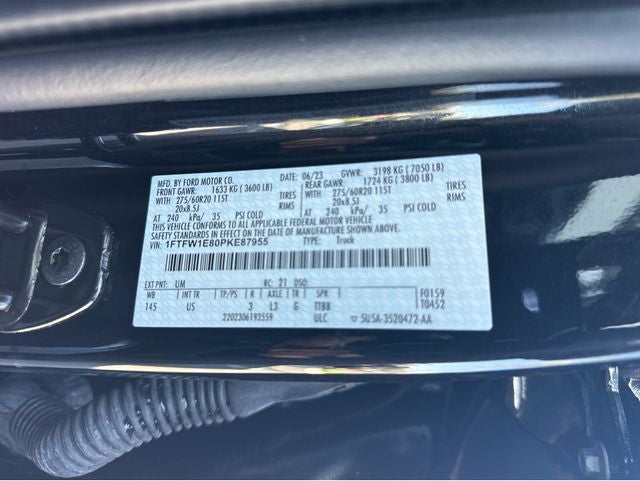 MFD. BY FORD MOTOR CO. 06/23 GVWR: 3198 KG ( 7050 LB)
FRONT GAWR: 1633 KG ( 3600 LB) REAR GAWR: 1724 KG ( 3800 LB)
WITH 275/60R20 115T TIRES WITH 275/60R20 115T TIRES
20x8.5J RIMS 20x8.5J RIMS
AT 240 kPa/ 35 PSI COLD AT 240 kPa/ 35 PSI COLD
THIS VEHICLE CONFORMS TO ALL APPLICABLE FEDERAL MOTOR VEHICLE
SAFETY STANDARDS IN EFFECT ON THE DATE OF MANUFACTURE SHOWN ABOVE.
VIN: 1FTFW1E80PKE87955 TYPE: Truck
EXT PNT: UM RC: 21 DSO:
WB INT TR TP/PS R AXLE TR SPR F0159
145 US 3 L3 G TTBB T0452
2202306193559 ULC ▽ 5U5A-3520472-AA